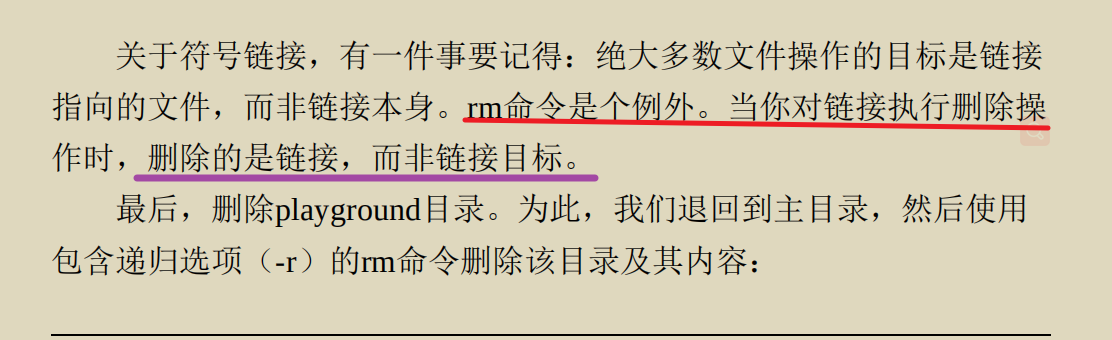 关于符号链接，有一件事要记得：绝大多数文件操作的目标是链接
指向的文件，而非链接本身。rm命令是个例外。当你对链接执行删除操
作时，删除的是链接，而非链接目标。
最后，删除playground目录。为此，我们退回到主目录，然后使用
包含递归选项（-r）的rm命令删除该目录及其内容：